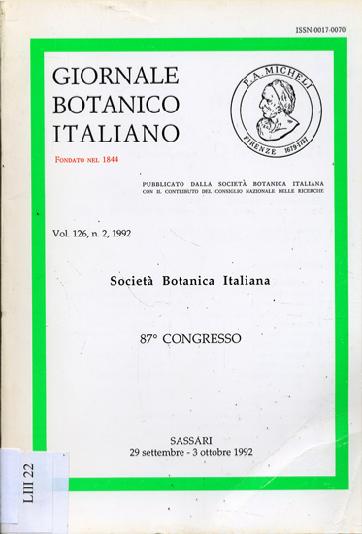 ISSN 0017-0070
GIORNALE
BOTANICO
ITALIANO
FONDATO NEL 1844
P. A. MICHELI
FIRENZE 1679-1737
PUBBLICATO DALLA SOCIETÀ BOTANICA ITALIANA
CON IL CONTRIBUTO DEL CONSIGLIO NAZIONALE DELLE RICERCHE
Vol. 126, n. 2, 1992
Società Botanica Italiana
87° CONGRESSO
SASSARI
29 settembre - 3 ottobre 1992
LIII 22